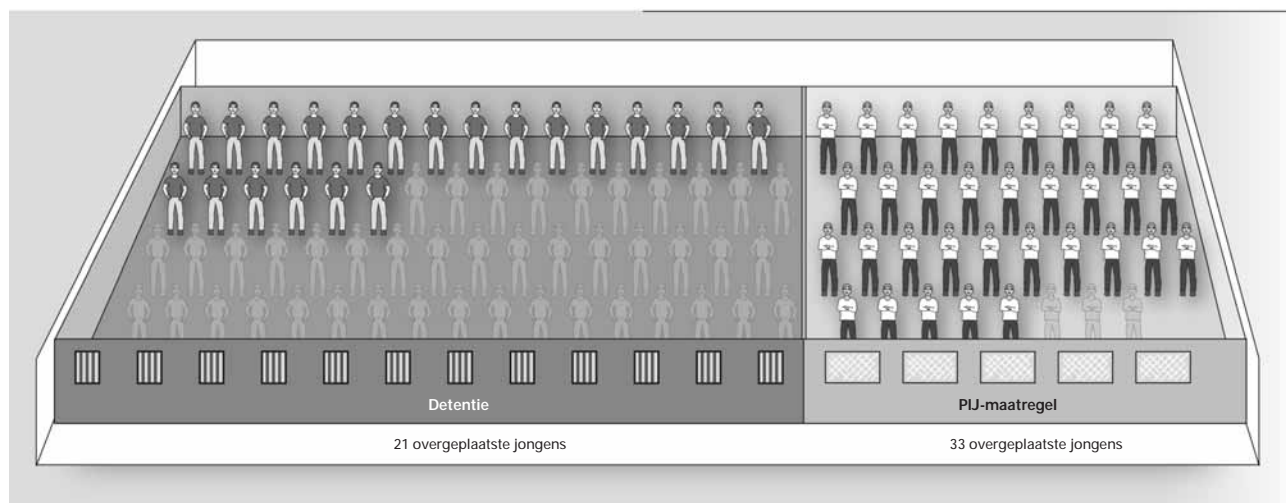 Detentie
PIJ-maatregel
21 overgeplaatste jongens
33 overgeplaatste jongens